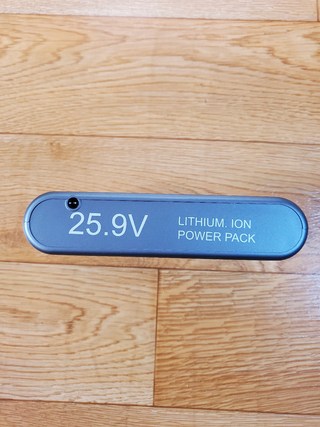 25.9V
LITHIUM. ION
POWER PACK